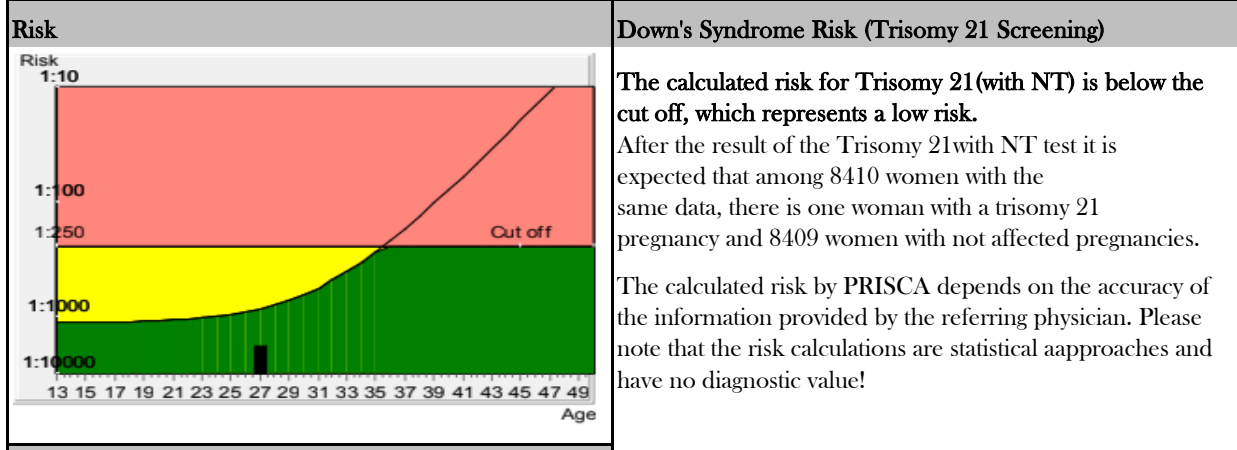 Risk
Down's Syndrome Risk (Trisomy 21 Screening)
Risk
1:10
1:100
1:250
Cut off
1:1000
1:10000
13 15 17 19 21 23 25 27 29 31 33 35 37 39 41 43 45 47 49
Age
The calculated risk for Trisomy 21(with NT) is below the
cut off, which represents a low risk.
After the result of the Trisomy 21with NT test it is
expected that among 8410 women with the
same data, there is one woman with a trisomy 21
pregnancy and 8409 women with not affected pregnancies.
The calculated risk by PRISCA depends on the accuracy of
the information provided by the referring physician. Please
note that the risk calculations are statistical aapproaches and
have no diagnostic value!